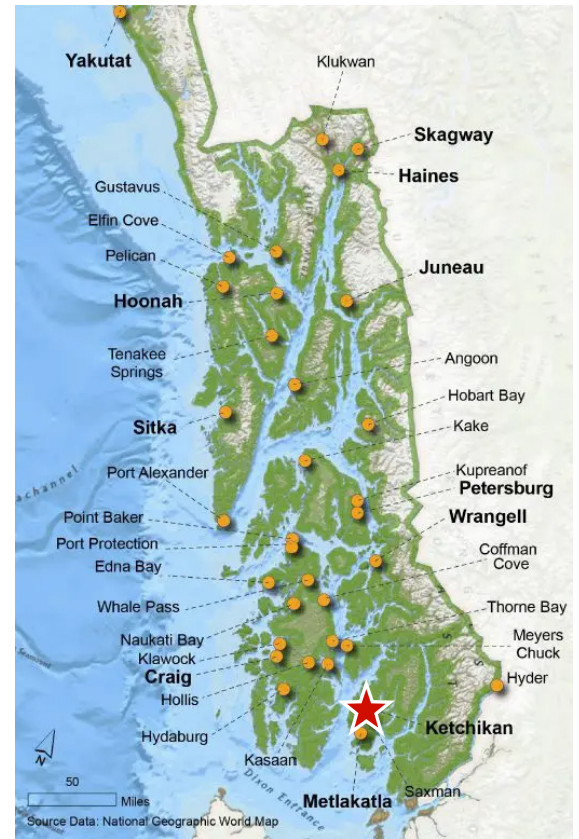 Yakutat
Klukwan
Skagway
Haines
Gustavus
Elfin Cove
Pelican
Juneau
Hoonah
Tenakee
Springs
Angoon
Hobart Bay
Sitka
Kake
Port Alexander
Kupreanof
Petersburg
Point Baker
Wrangell
Port Protection
Coffman
Cove
Edna Bay
Whale Pass
Thorne Bay
Naukati Bay
Meyers
Chuck
Klawock
Craig
Hyder
Hollis
Ketchikan
Hydaburg
Kasaan
Saxman
Metlakatla
Dixon Entrance
N
50
Miles
Source Data: National Geographic World Map